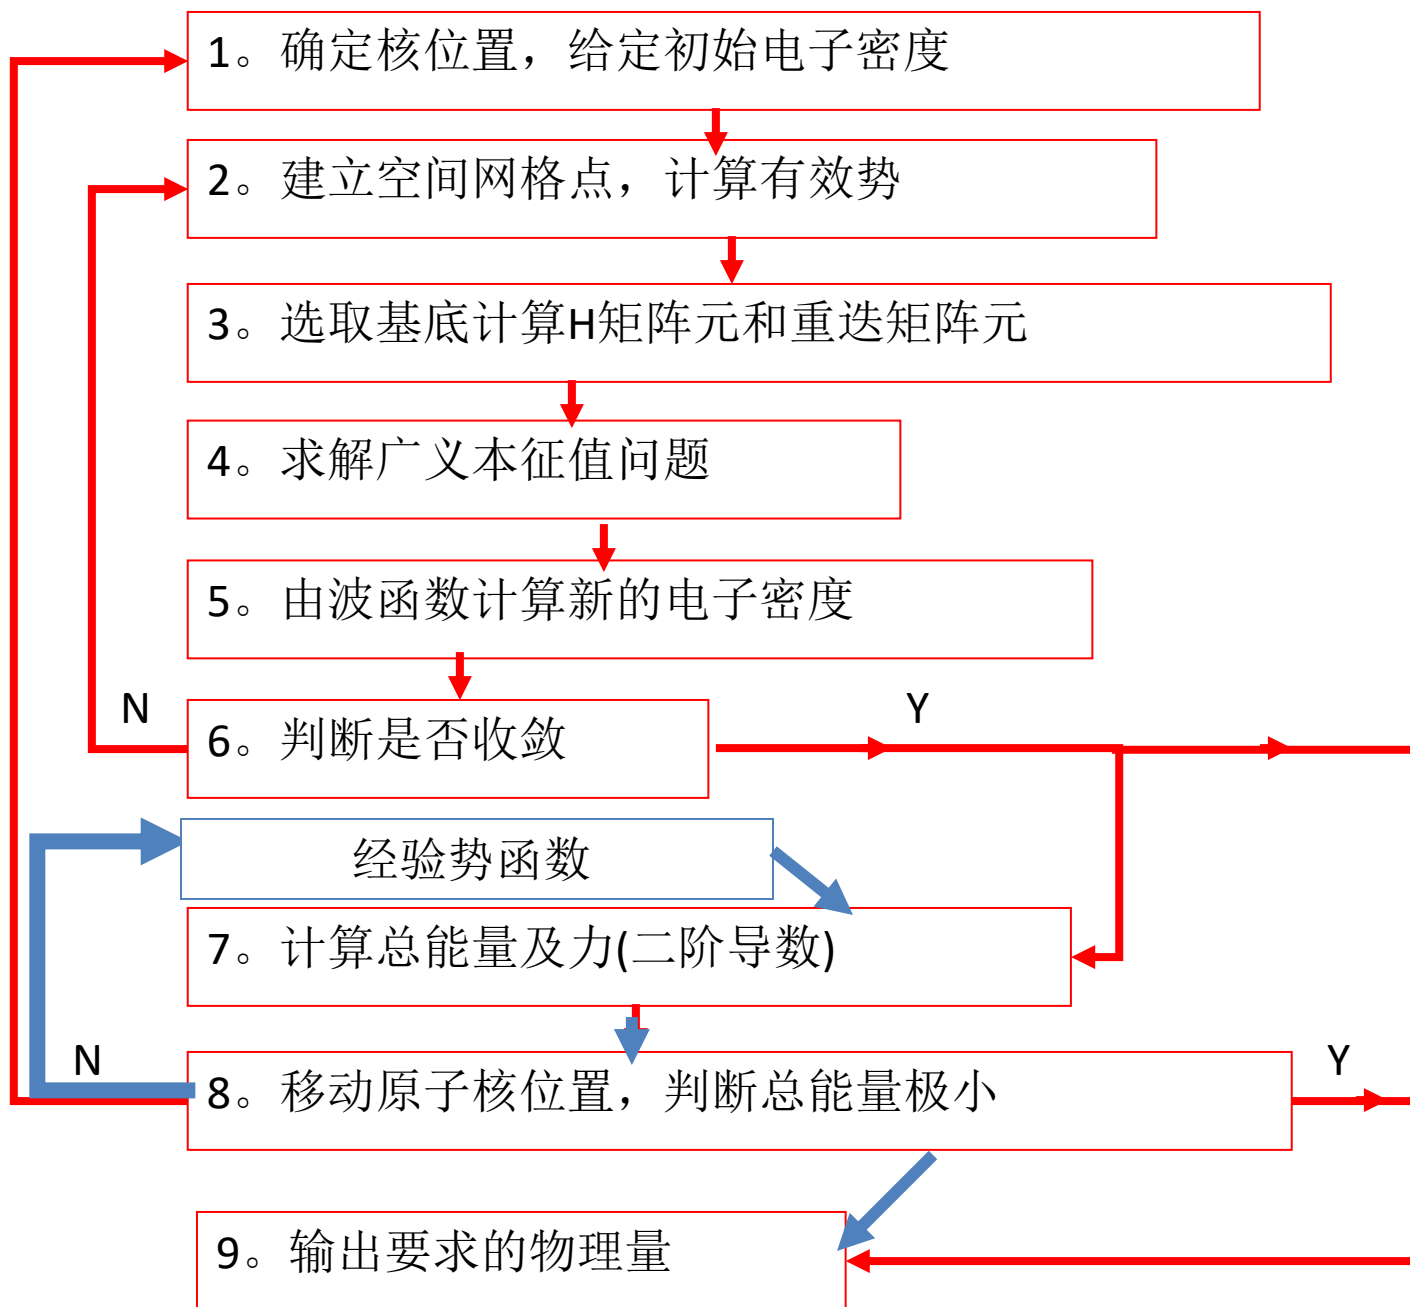 1。确定核位置，给定初始电子密度
2。建立空间网格点，计算有效势
3。选取基底计算H矩阵元和重迭矩阵元
4。求解广义本征值问题
5。由波函数计算新的电子密度
N
Y
6。判断是否收敛
经验势函数
7。计算总能量及力(二阶导数)
N
Y
8。移动原子核位置，判断总能量极小
9。输出要求的物理量